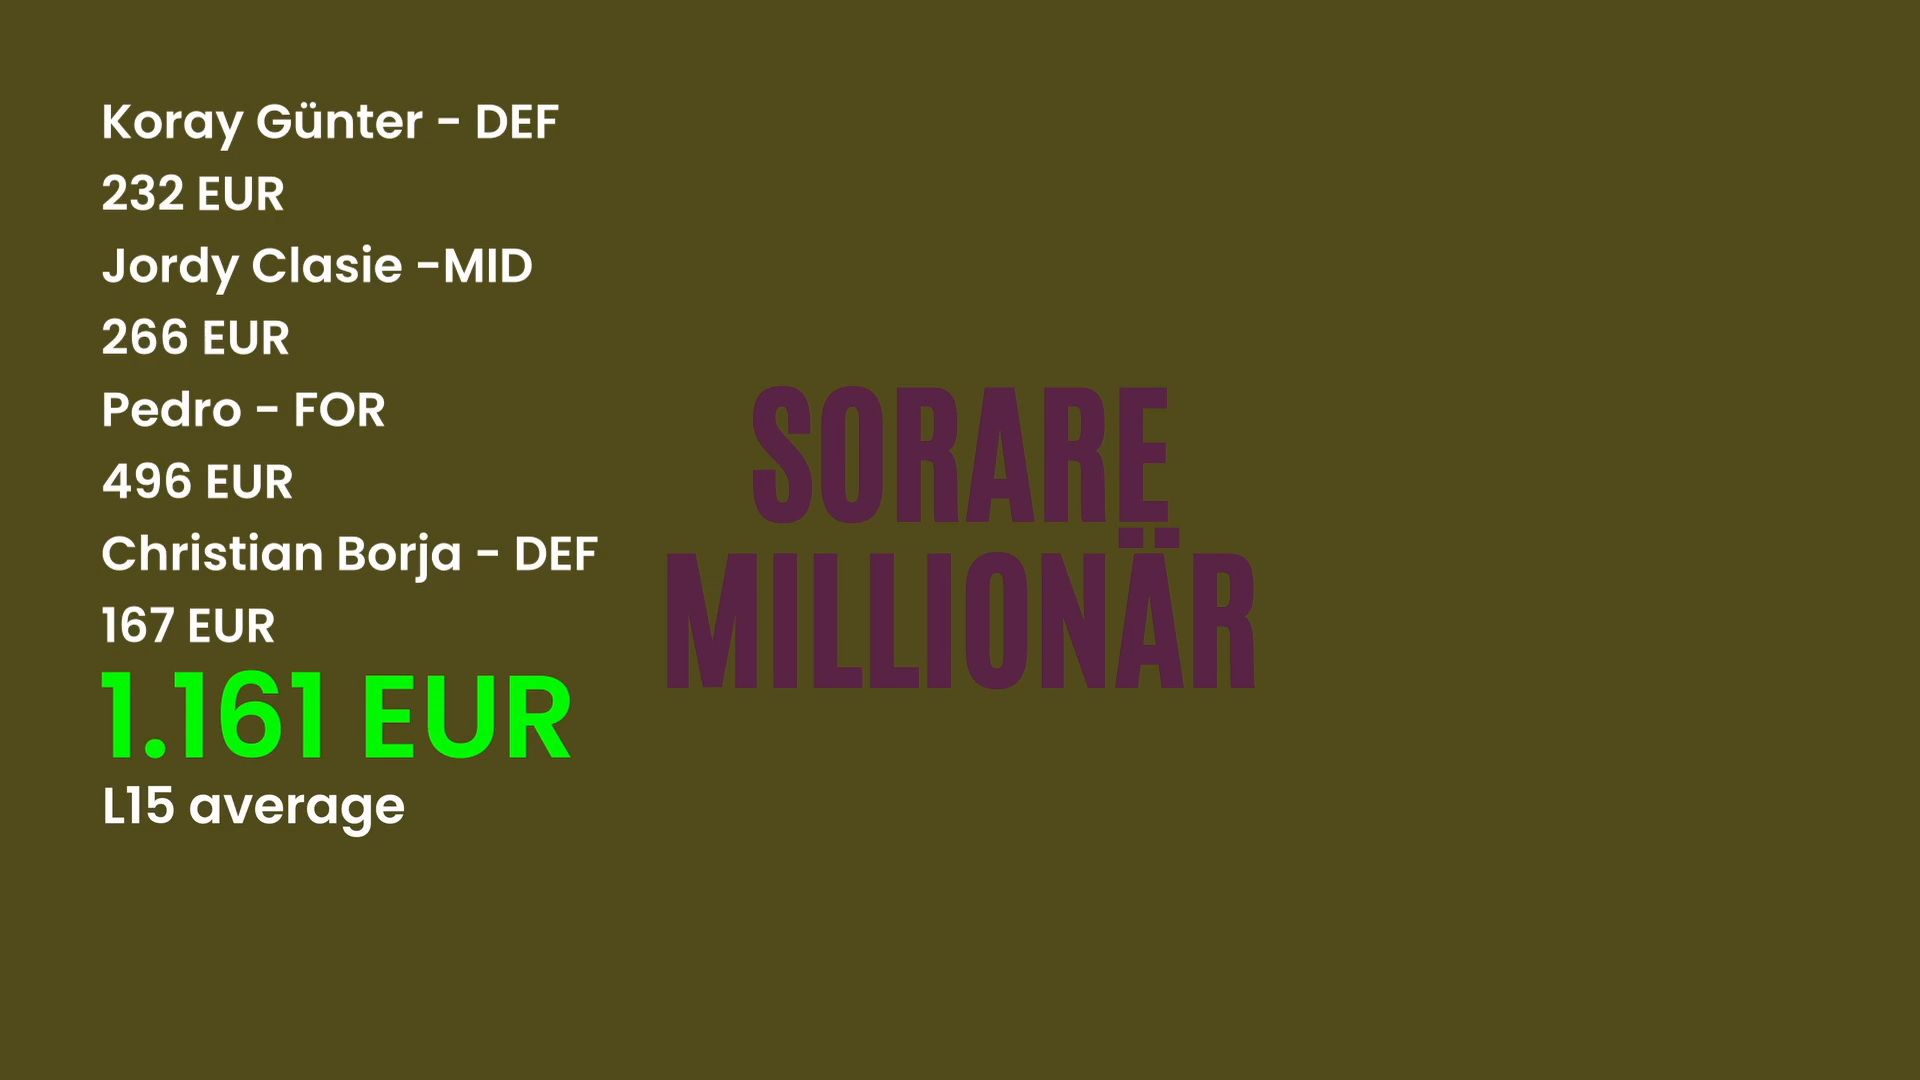 Koray Günter - DEF
232 EUR
Jordy Clasie -MID
266 EUR
Pedro - FOR
496 EUR
Christian Borja - DEF
167 EUR
1.161 EUR
L15 average
SORARE
MILLIONÄR